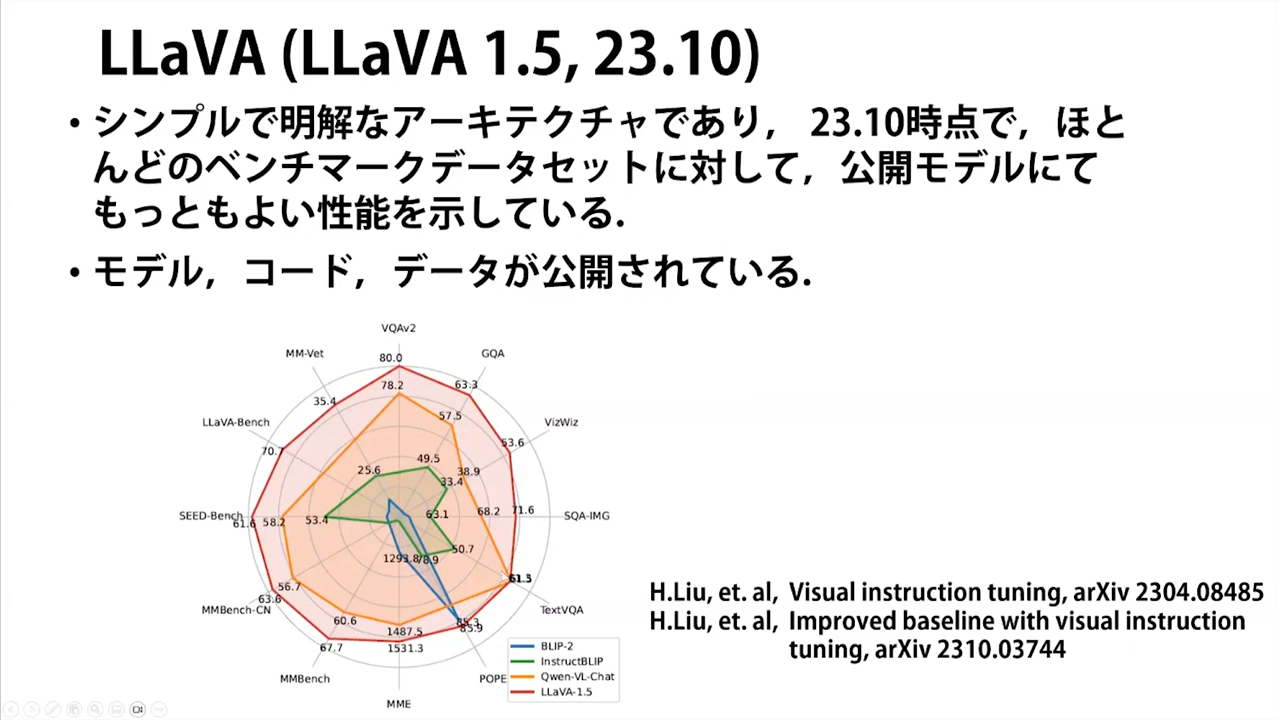 LLaVA (LLaVA 1.5, 23.10)
• シンプルで明解なアーキテクチャであり， 23.10時点で，ほと
んどのベンチマークデータセットに対して，公開モデルにて
もっともよい性能を示している.
• モデル，コード，データが公開されている.
VQAv2
MM-Vet
80.0
GQA
78.2
63.3
35.4
57.5
LLaVA-Bench
VizWiz
70.7
53.6
49.5
25.6
38.9
33.4
SEED-Bench
61.6
58.2
53.4
63.1
68.2
71.6
SQA-IMG
50.7
1293.8
78.9
56.7
61.5
63.6
MMBench-CN
TextVQA
60.6
1487.5
85.3
85.9
67.7
1531.3
MMBench
POPE
MME
BLIP-2
InstructBLIP
Qwen-VL-Chat
LLaVA-1.5
H.Liu, et. al, Visual instruction tuning, arXiv 2304.08485
H.Liu, et. al, Improved baseline with visual instruction
tuning, arXiv 2310.03744